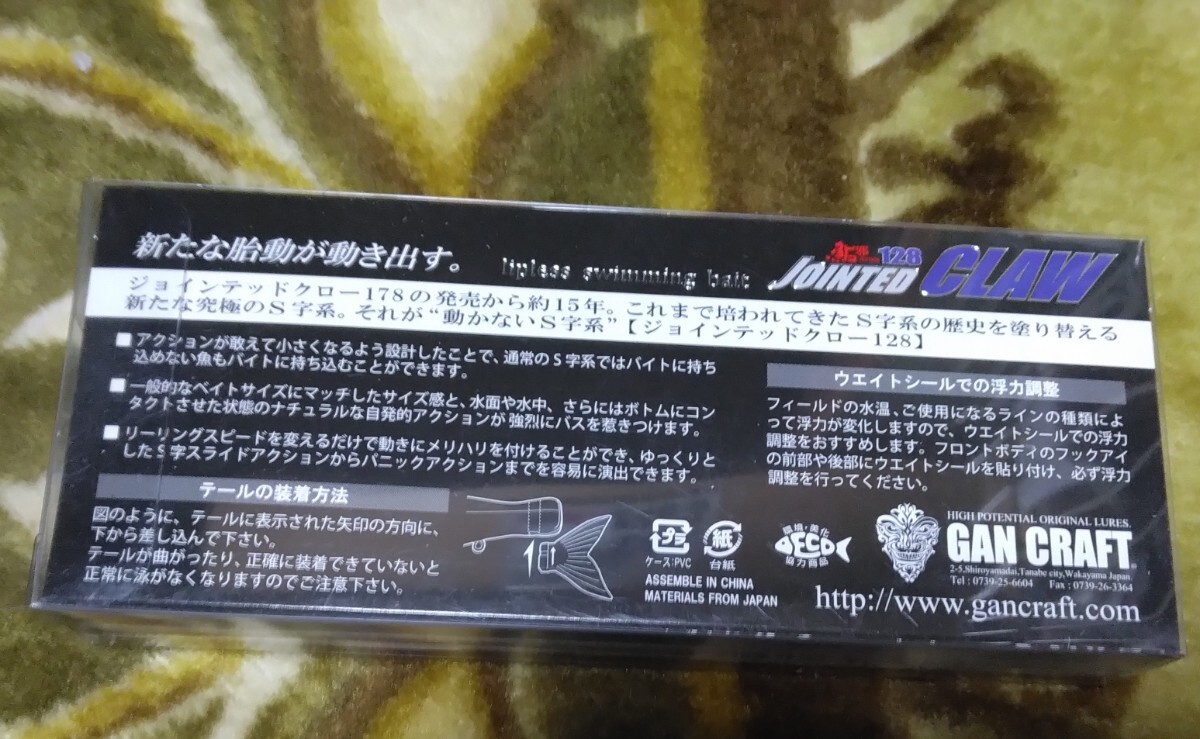 新たな胎動が動き出す。
lipless swimming bait
128
JOINTED CLAW
ジョインテッドクロー178の発売から約15年。これまで培われてきたS字系の歴史を塗り替える
新たな究極のS字系。それが“動かないS字系”【ジョインテッドクロー128】
■アクションが敢えて小さくなるよう設計したことで、通常のS字系ではバイトに持ち
込めない魚もバイトに持ち込むことができます。
■一般的なベイトサイズにマッチしたサイズ感と、水面や水中、さらにはボトムにコン
タクトさせた状態のナチュラルな自発的アクションが強烈にバスを惹きつけます。
■リーリングスピードを変えるだけで動きにメリハリを付けることができ、ゆっくりと
したS字スライドアクションからパニックアクションまでを容易に演出できます。
テールの装着方法
図のように、テールに表示された矢印の方向に、
下から差し込んで下さい。
テールが曲がったり、正確に装着できていないと
正常に泳がなくなりますのでご注意下さい。
ウエイトシールでの浮力調整
フィールドの水温、ご使用になるラインの種類によ
って浮力が変化しますので、ウエイトシールでの浮力
調整をおすすめします。フロントボディのフックアイ
の前部や後部にウエイトシールを貼り付け、必ず浮力
調整を行ってください。
プラ
ケース:PVC
紙
台紙
環境・美化
ECO
協力商品
ASSEMBLE IN CHINA
MATERIALS FROM JAPAN
HIGH POTENTIAL ORIGINAL LURES.
GAN CRAFT
2-5,Shiroyamadai,Tanabe city,Wakayama Japan.
Tel : 0739-25-6604 Fax : 0739-26-3364
http://www.gancraft.com